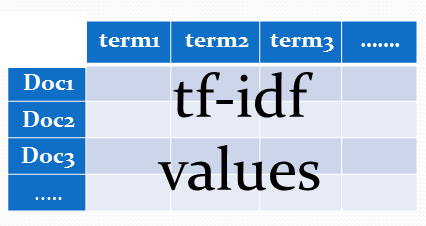 term1 term2 term3 .......
Doc1
Doc2
Doc3
.....
tf-idf
values